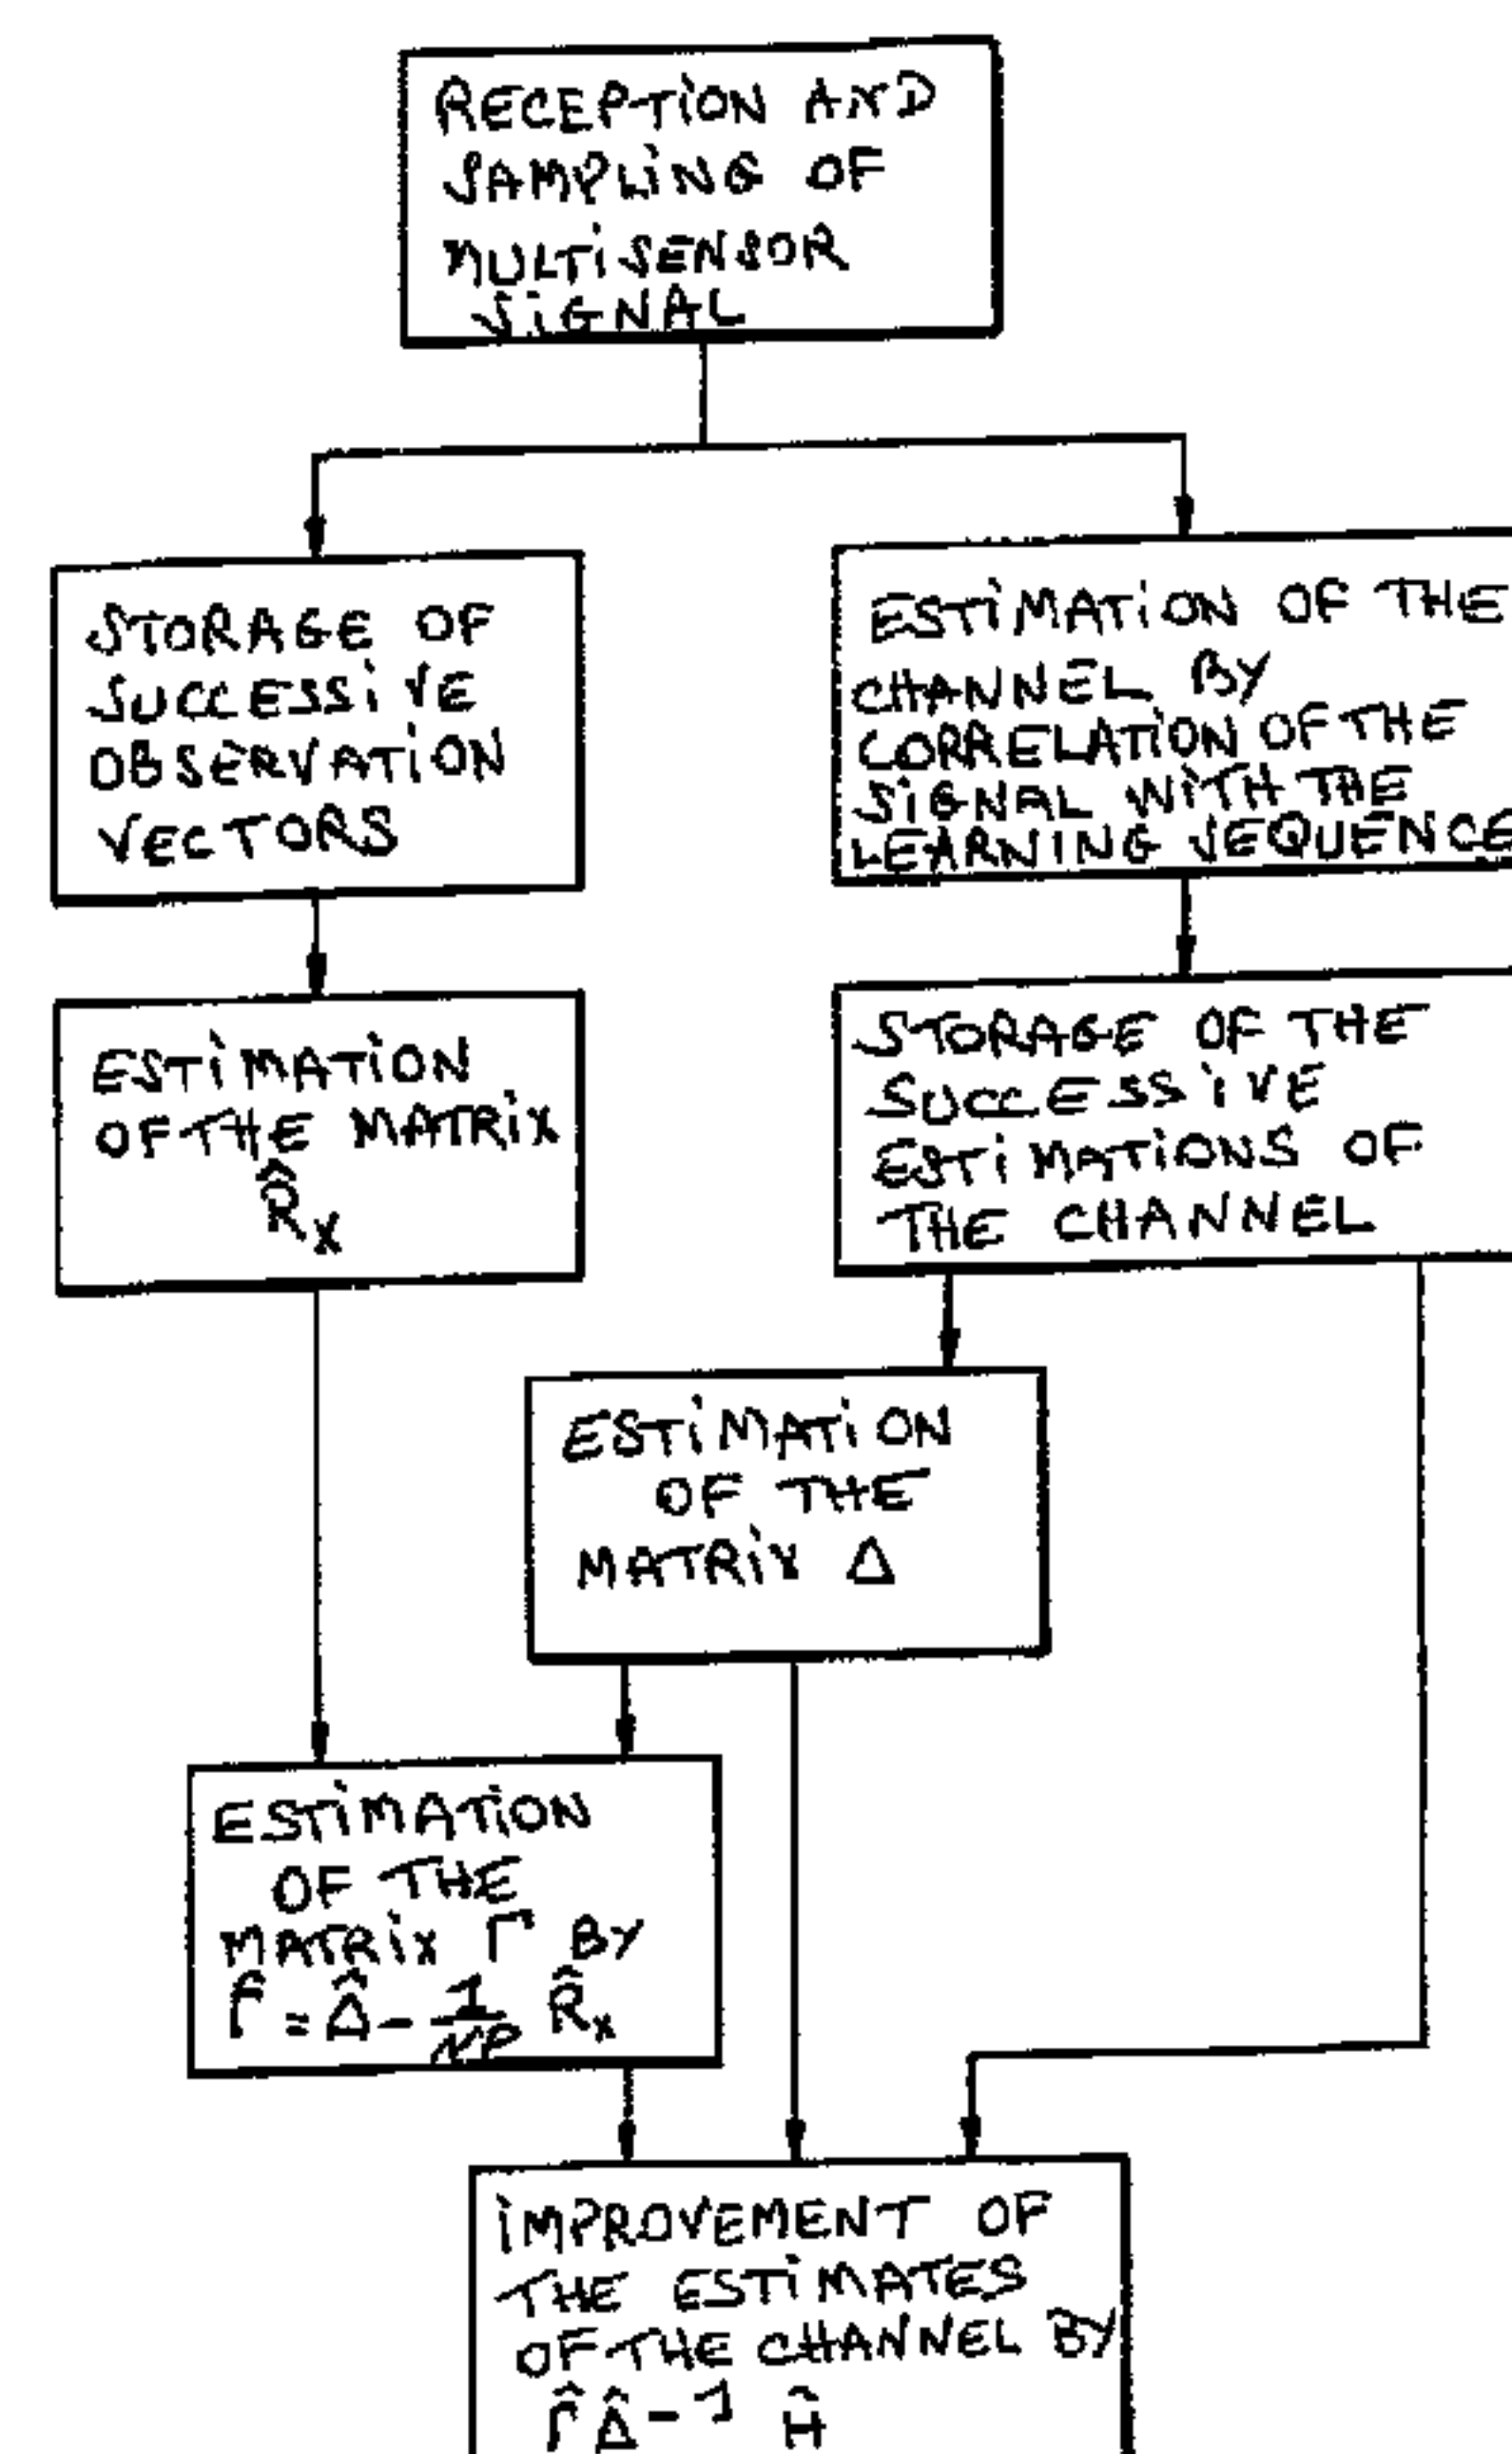 RECEPTION AND
SAMPLING OF
MULTISENSOR
SIGNAL
STORAGE OF
SUCCESSIVE
OBSERVATION
VECTORS
ESTIMATION OF THE
CHANNEL BY
CORRELATION OF THE
SIGNAL WITH THE
LEARNING SEQUENCE
ESTIMATION
OF THE MATRIX
R̂x
STORAGE OF THE
SUCCESSIVE
ESTIMATIONS OF
THE CHANNEL
ESTIMATION
OF THE
MATRIX Δ
ESTIMATION
OF THE
MATRIX Γ BY
Γ̂ = Δ̂ - 1/NP R̂x
IMPROVEMENT OF
THE ESTIMATES
OF THE CHANNEL BY
Γ̂ Δ̂ -1 Ĥ